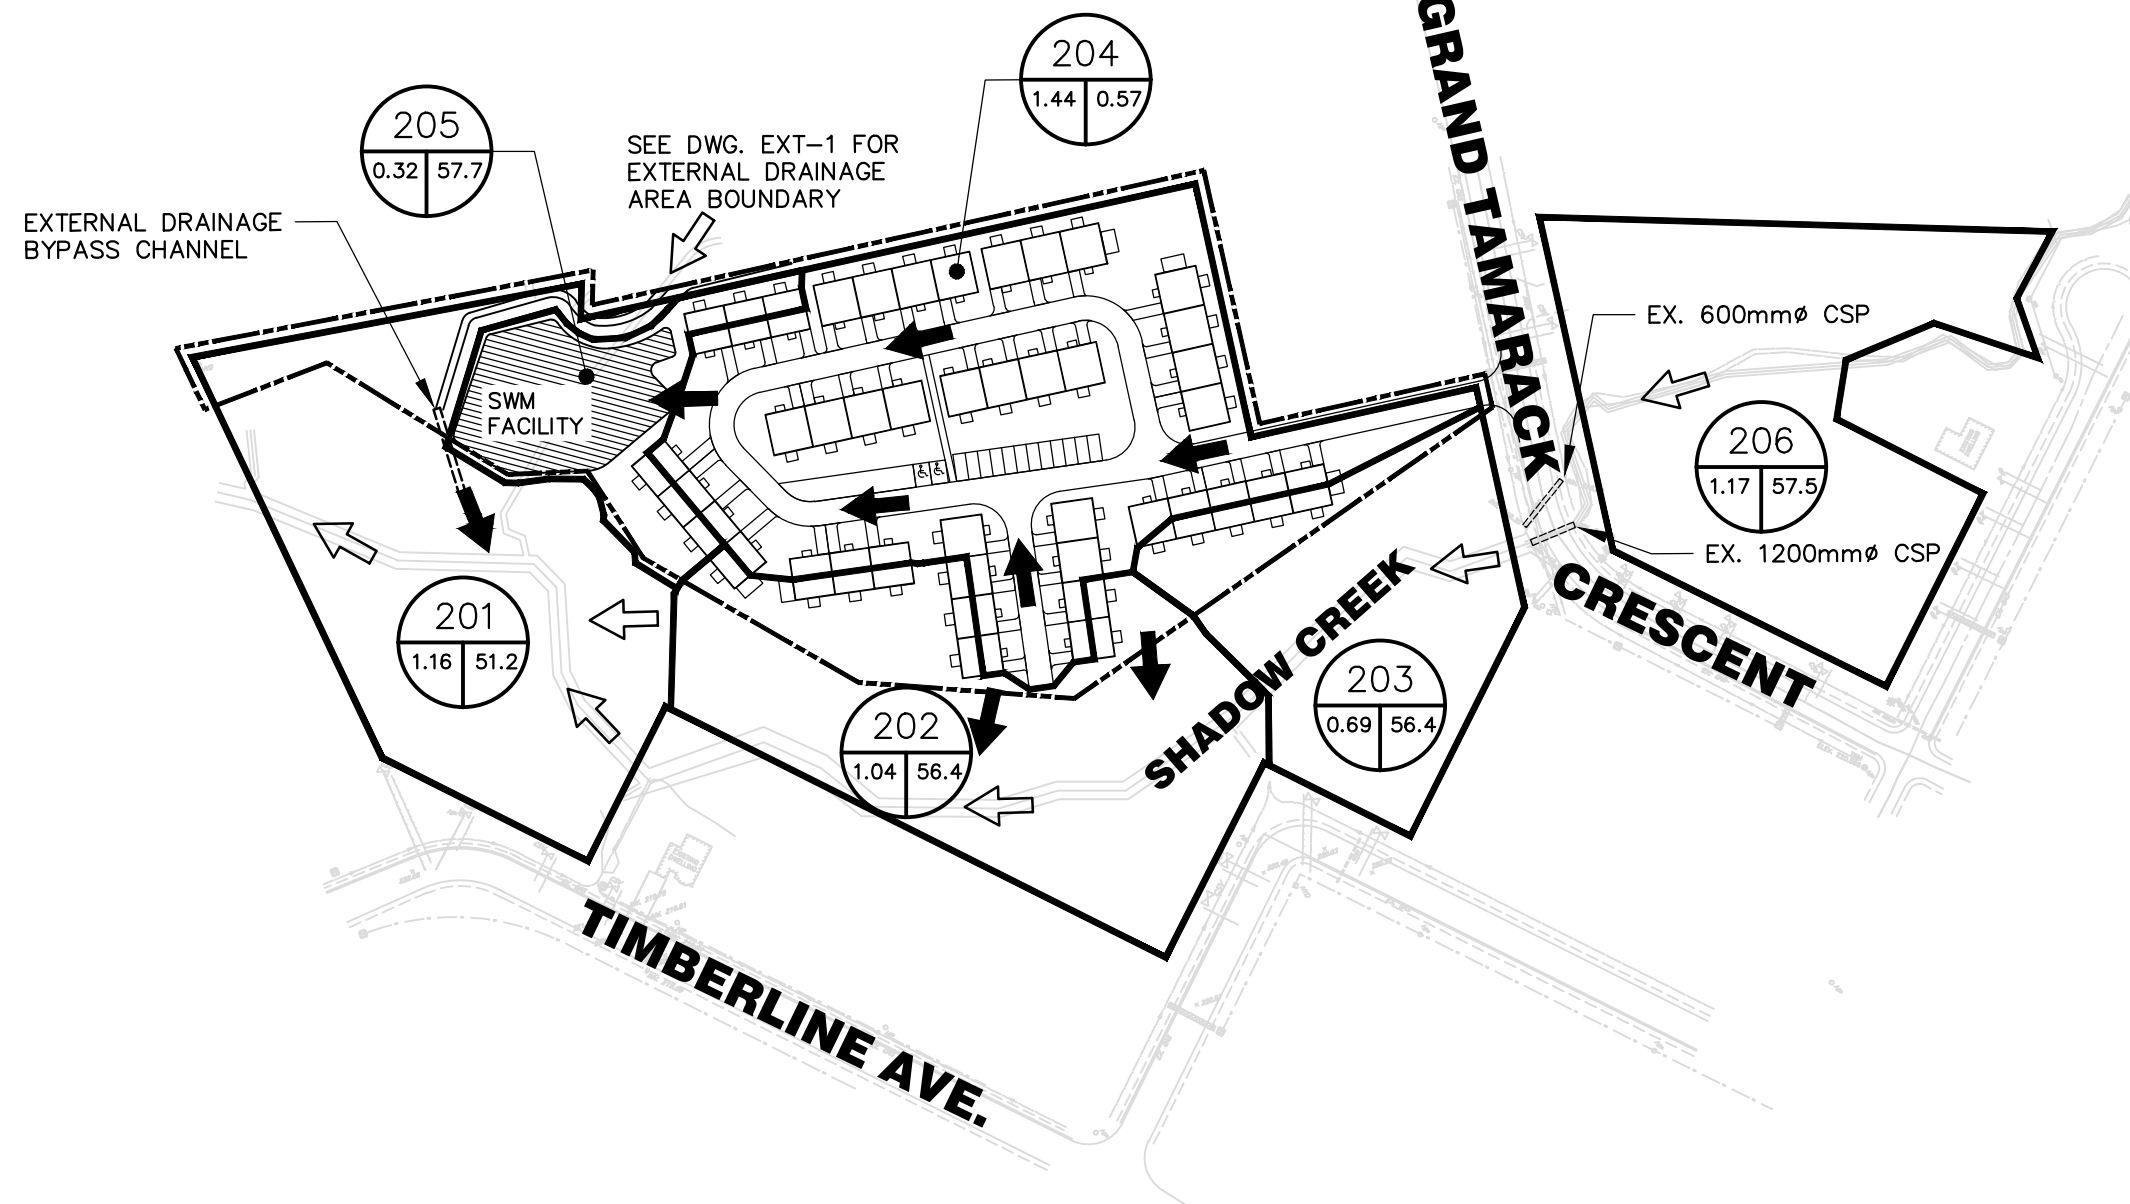 204
1.44 0.57
205
0.32 57.7
SEE DWG. EXT-1 FOR
EXTERNAL DRAINAGE
AREA BOUNDARY
EXTERNAL DRAINAGE
BYPASS CHANNEL
GRAND TAMARACK
CRESCENT
EX. 600mmø CSP
SWM
FACILITY
206
1.17 57.5
EX. 1200mmø CSP
201
1.16 51.2
SHADOW CREEK
203
0.69 56.4
202
1.04 56.4
TIMBERLINE AVE.